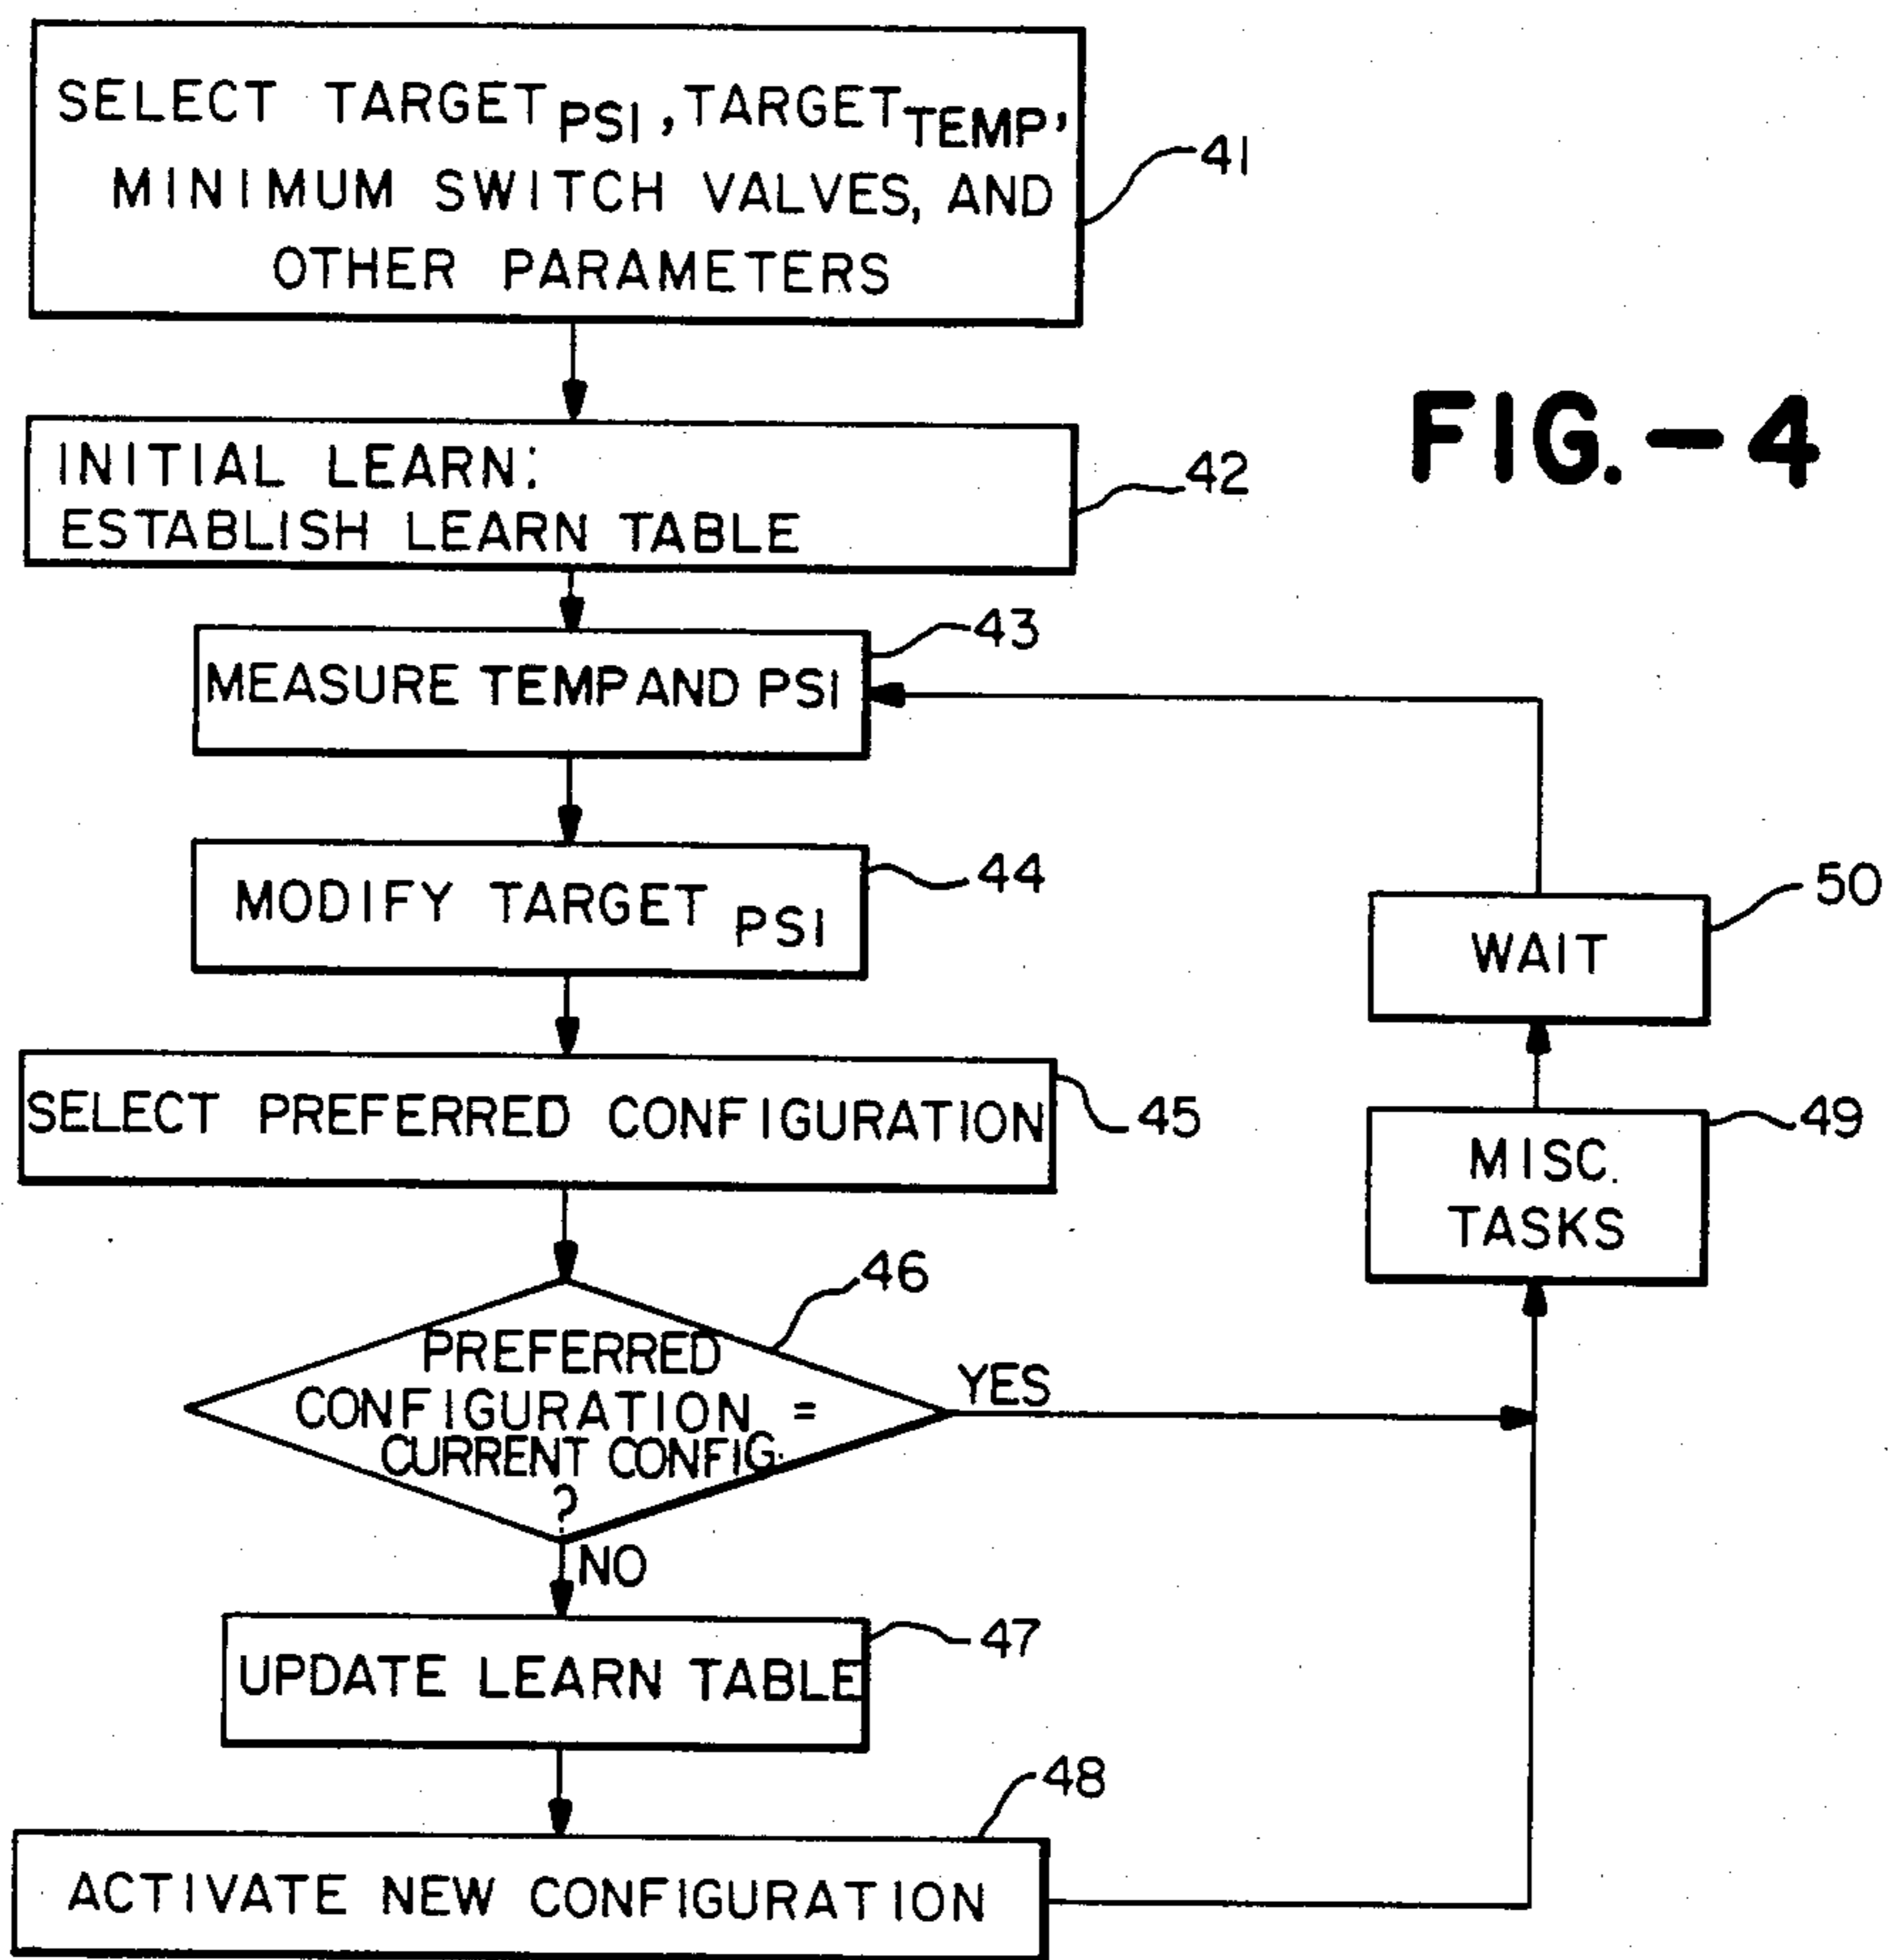 SELECT TARGET PSI, TARGET TEMP,
MINIMUM SWITCH VALVES, AND
OTHER PARAMETERS
41
FIG.-4
INITIAL LEARN:
ESTABLISH LEARN TABLE
42
MEASURE TEMP AND PSI
43
MODIFY TARGET PSI
44
WAIT
50
SELECT PREFERRED CONFIGURATION
45
MISC.
TASKS
49
46
PREFERRED
CONFIGURATION =
CURRENT CONFIG.
?
YES
NO
UPDATE LEARN TABLE
47
ACTIVATE NEW CONFIGURATION
48